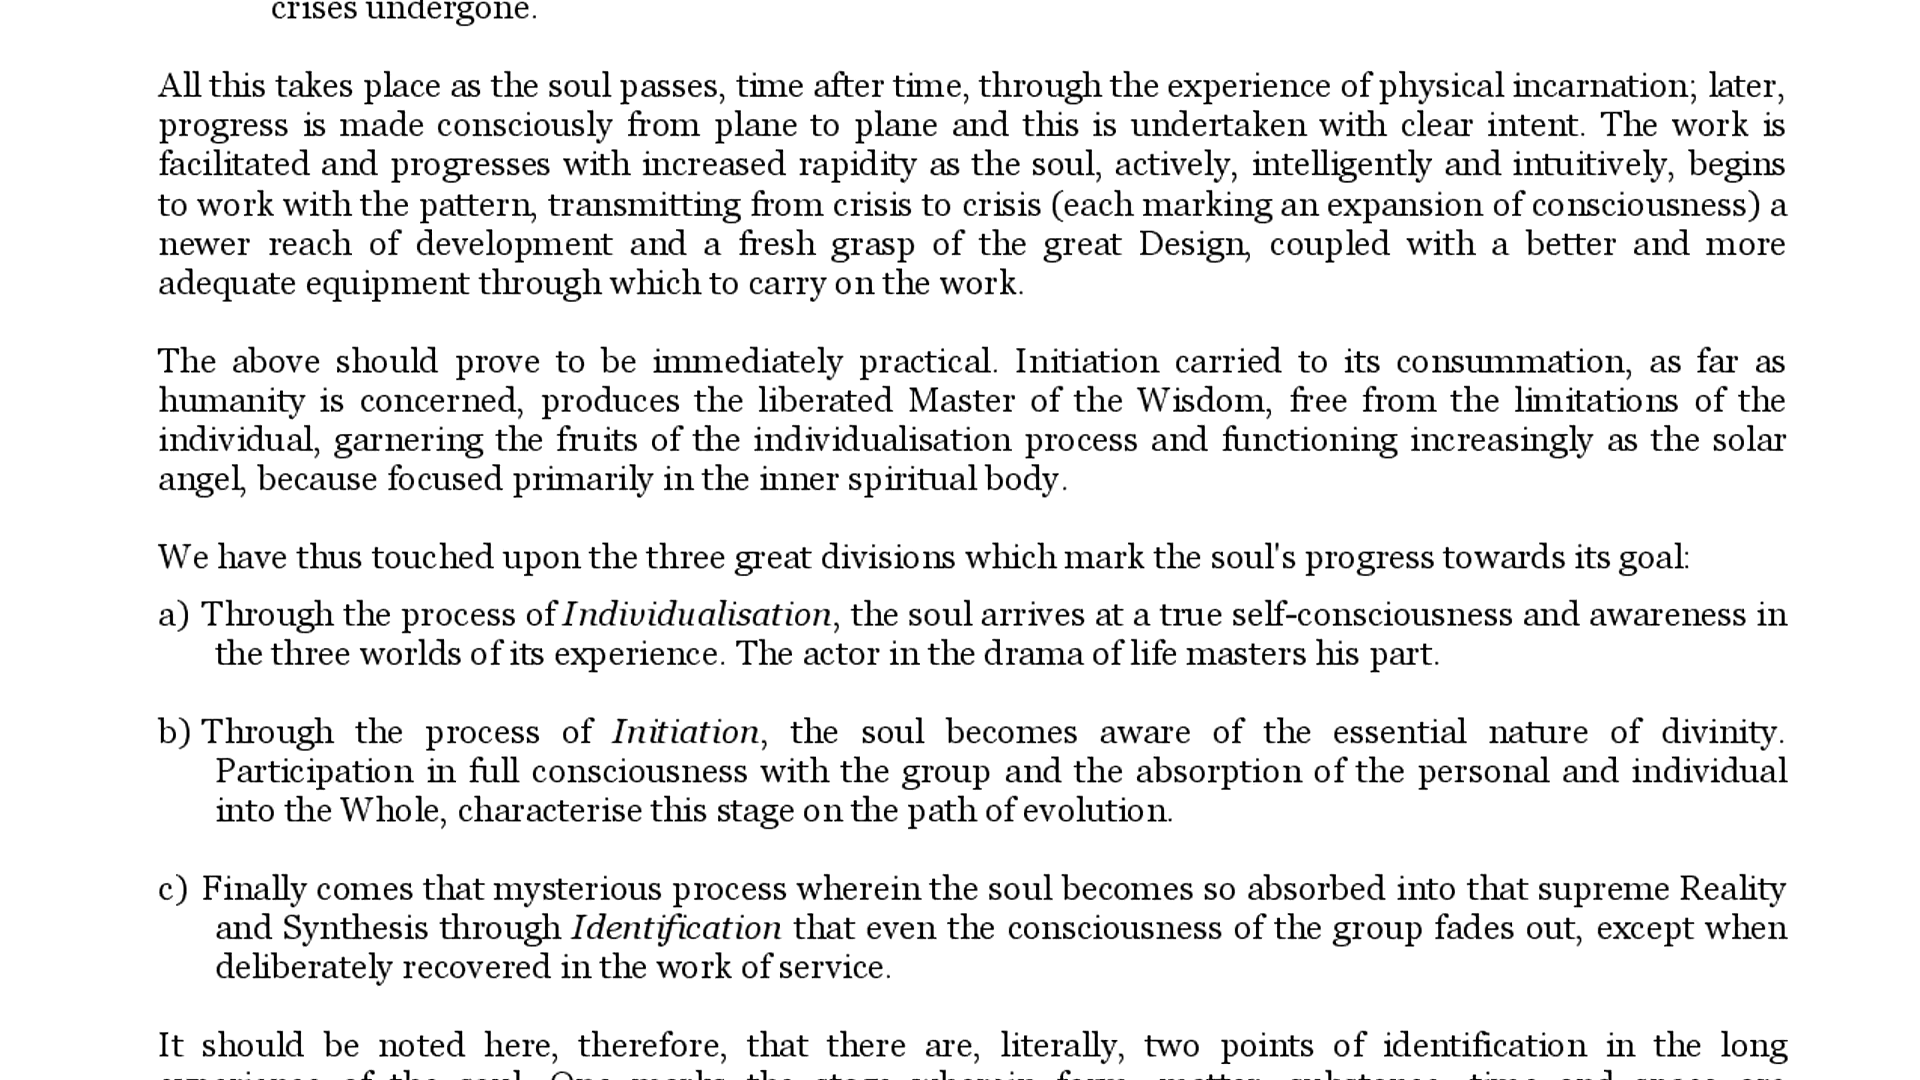 crises undergone.
All this takes place as the soul passes, time after time, through the experience of physical incarnation; later,
progress is made consciously from plane to plane and this is undertaken with clear intent. The work is
facilitated and progresses with increased rapidity as the soul, actively, intelligently and intuitively, begins
to work with the pattern, transmitting from crisis to crisis (each marking an expansion of consciousness) a
newer reach of development and a fresh grasp of the great Design, coupled with a better and more
adequate equipment through which to carry on the work.
The above should prove to be immediately practical. Initiation carried to its consummation, as far as
humanity is concerned, produces the liberated Master of the Wisdom, free from the limitations of the
individual, garnering the fruits of the individualisation process and functioning increasingly as the solar
angel, because focused primarily in the inner spiritual body.
We have thus touched upon the three great divisions which mark the soul's progress towards its goal:
a) Through the process of Individualisation, the soul arrives at a true self-consciousness and awareness in
the three worlds of its experience. The actor in the drama of life masters his part.
b) Through the process of Initiation, the soul becomes aware of the essential nature of divinity.
Participation in full consciousness with the group and the absorption of the personal and individual
into the Whole, characterise this stage on the path of evolution.
c) Finally comes that mysterious process wherein the soul becomes so absorbed into that supreme Reality
and Synthesis through Identification that even the consciousness of the group fades out, except when
deliberately recovered in the work of service.
It should be noted here, therefore, that there are, literally, two points of identification in the long